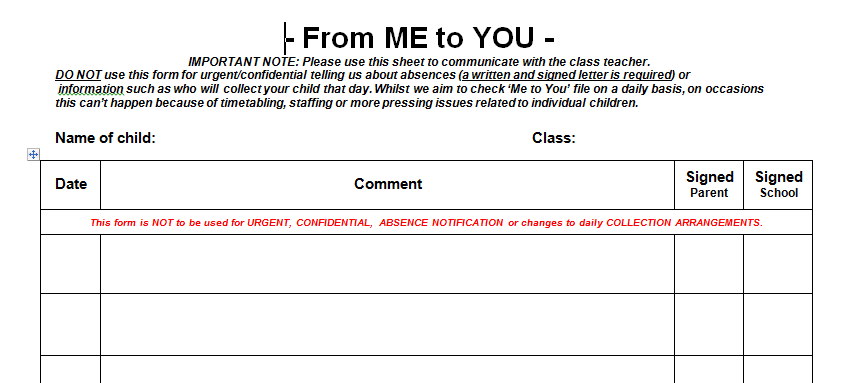 - From ME to YOU -
IMPORTANT NOTE: Please use this sheet to communicate with the class teacher.
DO NOT use this form for urgent/confidential telling us about absences (a written and signed letter is required) or
information such as who will collect your child that day. Whilst we aim to check ‘Me to You’ file on a daily basis, on occasions
this can’t happen because of timetabling, staffing or more pressing issues related to individual children.
Name of child: Class:
Date Comment Signed Parent Signed School
This form is NOT to be used for URGENT, CONFIDENTIAL, ABSENCE NOTIFICATION or changes to daily COLLECTION ARRANGEMENTS.